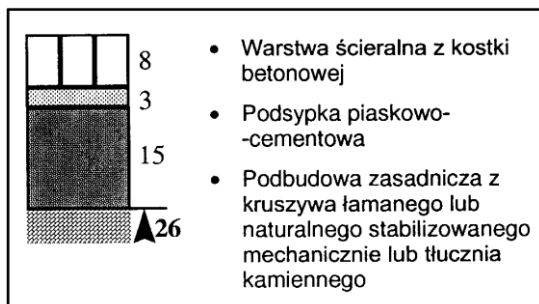 8
3
15
26
• Warstwa ścieralna z kostki
betonowej
• Podsypka piaskowo-
-cementowa
• Podbudowa zasadnicza z
kruszywa łamanego lub
naturalnego stabilizowanego
mechanicznie lub tłucznia
kamiennego